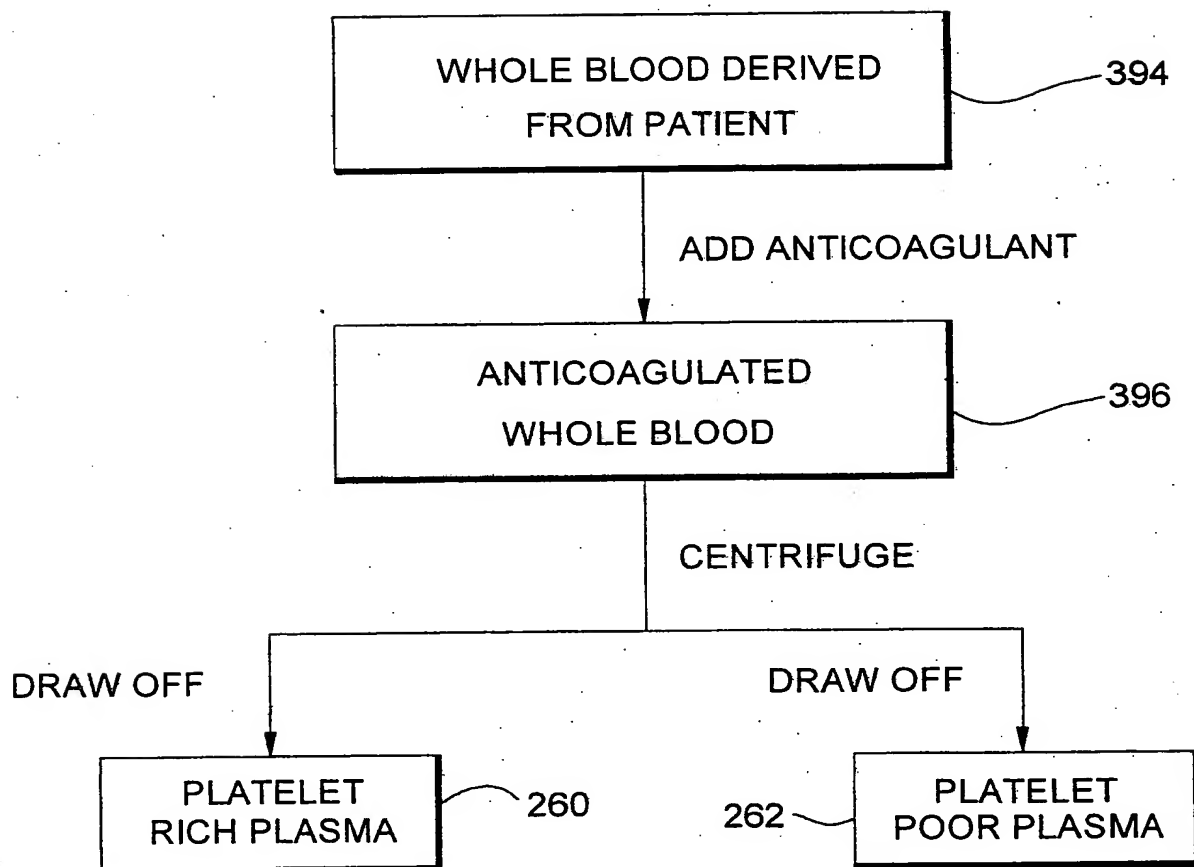 WHOLE BLOOD DERIVED
FROM PATIENT
394
ADD ANTICOAGULANT
ANTICOAGULATED
WHOLE BLOOD
396
CENTRIFUGE
DRAW OFF
DRAW OFF
PLATELET
RICH PLASMA
260
262
PLATELET
POOR PLASMA